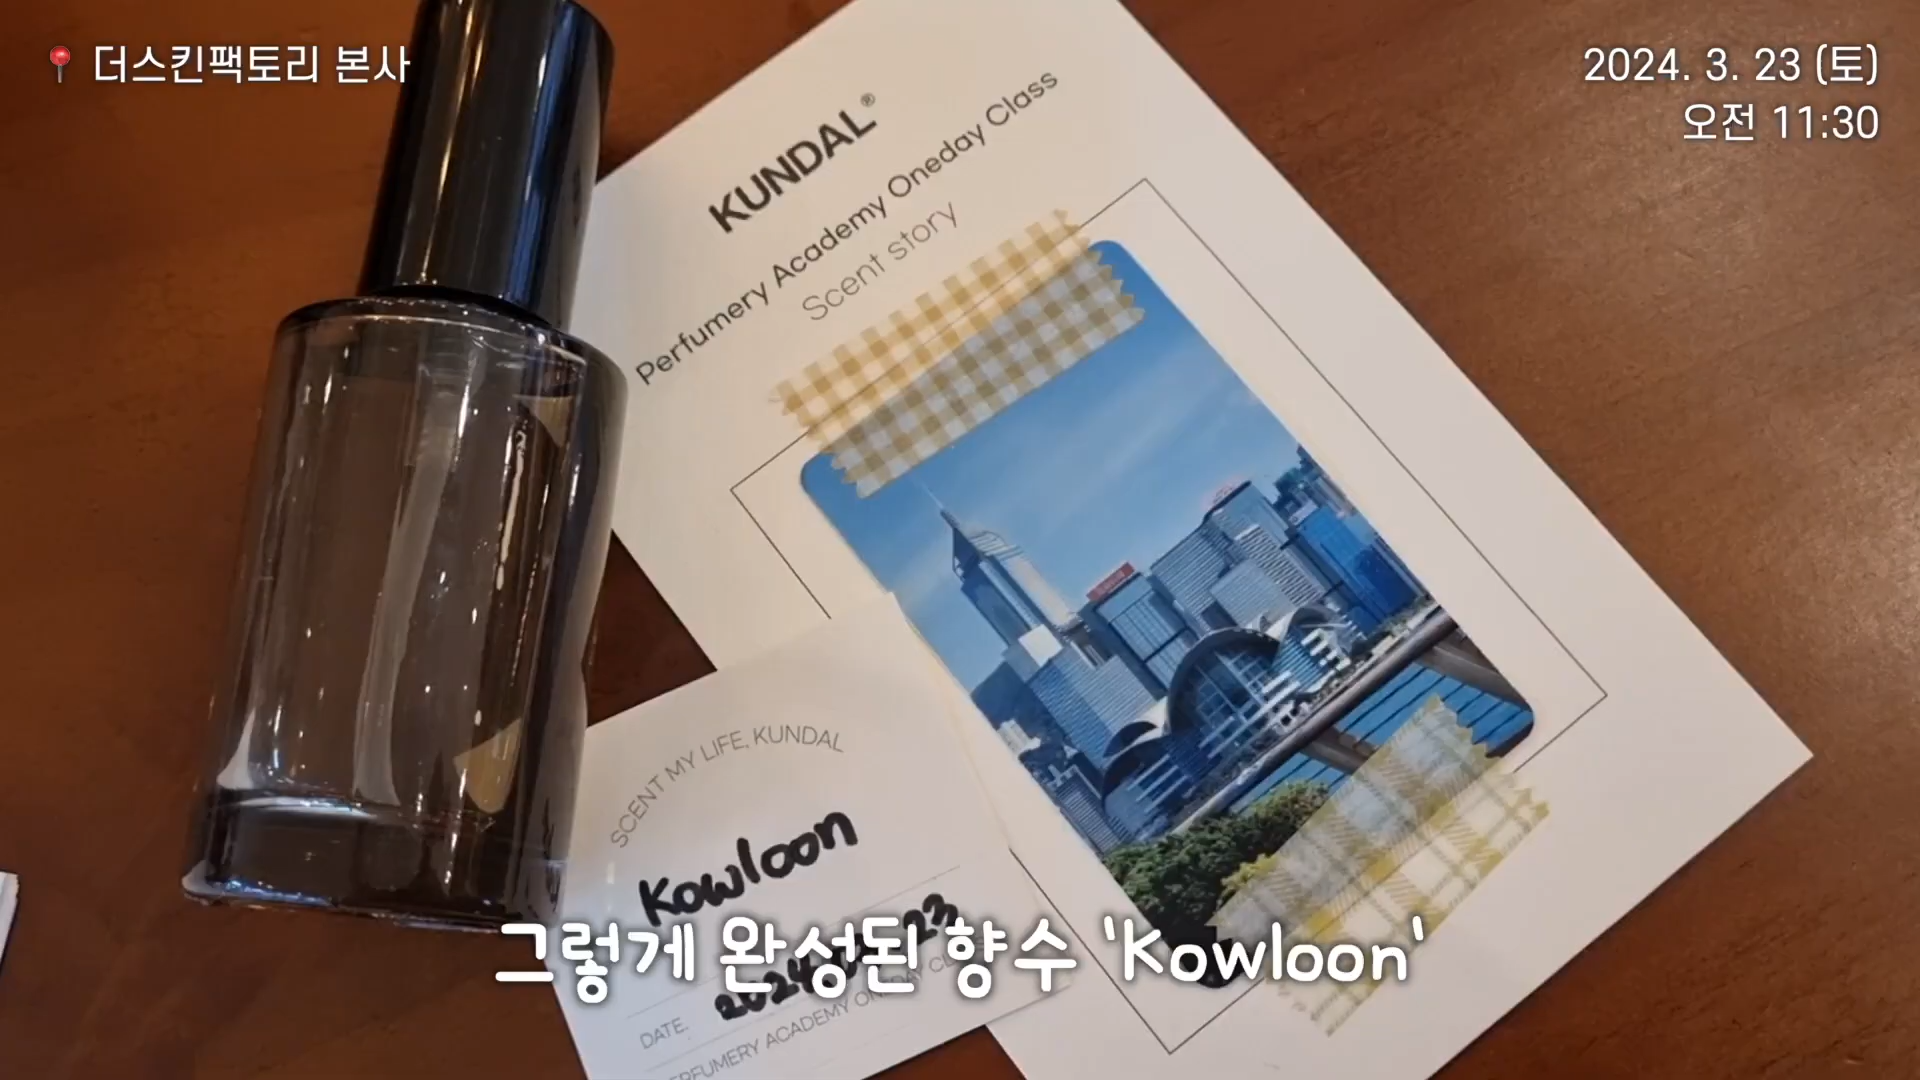 📍 더스킨팩토리 본사
2024. 3. 23 (토)
오전 11:30
KUNDAL®
Perfumery Academy Oneday Class
Scent story
SCENT MY LIFE, KUNDAL
Kowloon
DATE.
PERFUMERY ACADEMY ONEDAY CL
그렇게 완성된 향수 'Kowloon'